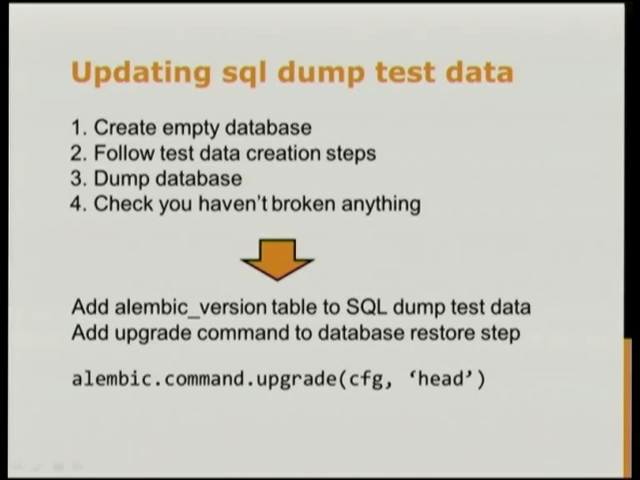 Updating sql dump test data
1. Create empty database
2. Follow test data creation steps
3. Dump database
4. Check you haven't broken anything
Add alembic_version table to SQL dump test data
Add upgrade command to database restore step
alembic.command.upgrade(cfg, ‘head’)